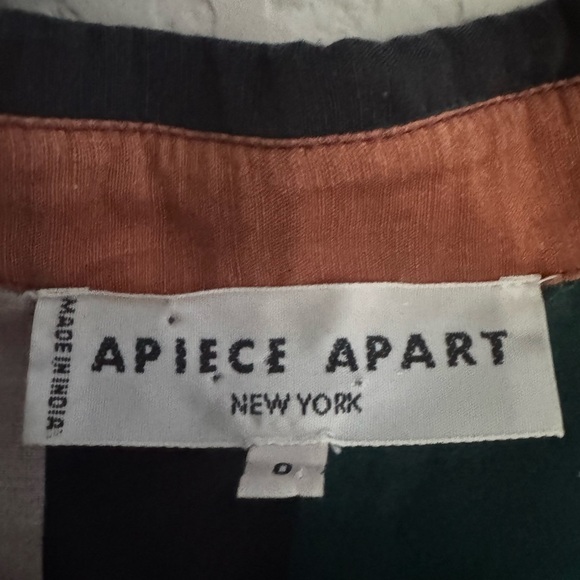 MADE IN INDIA
APIECE APART
NEW YORK
0